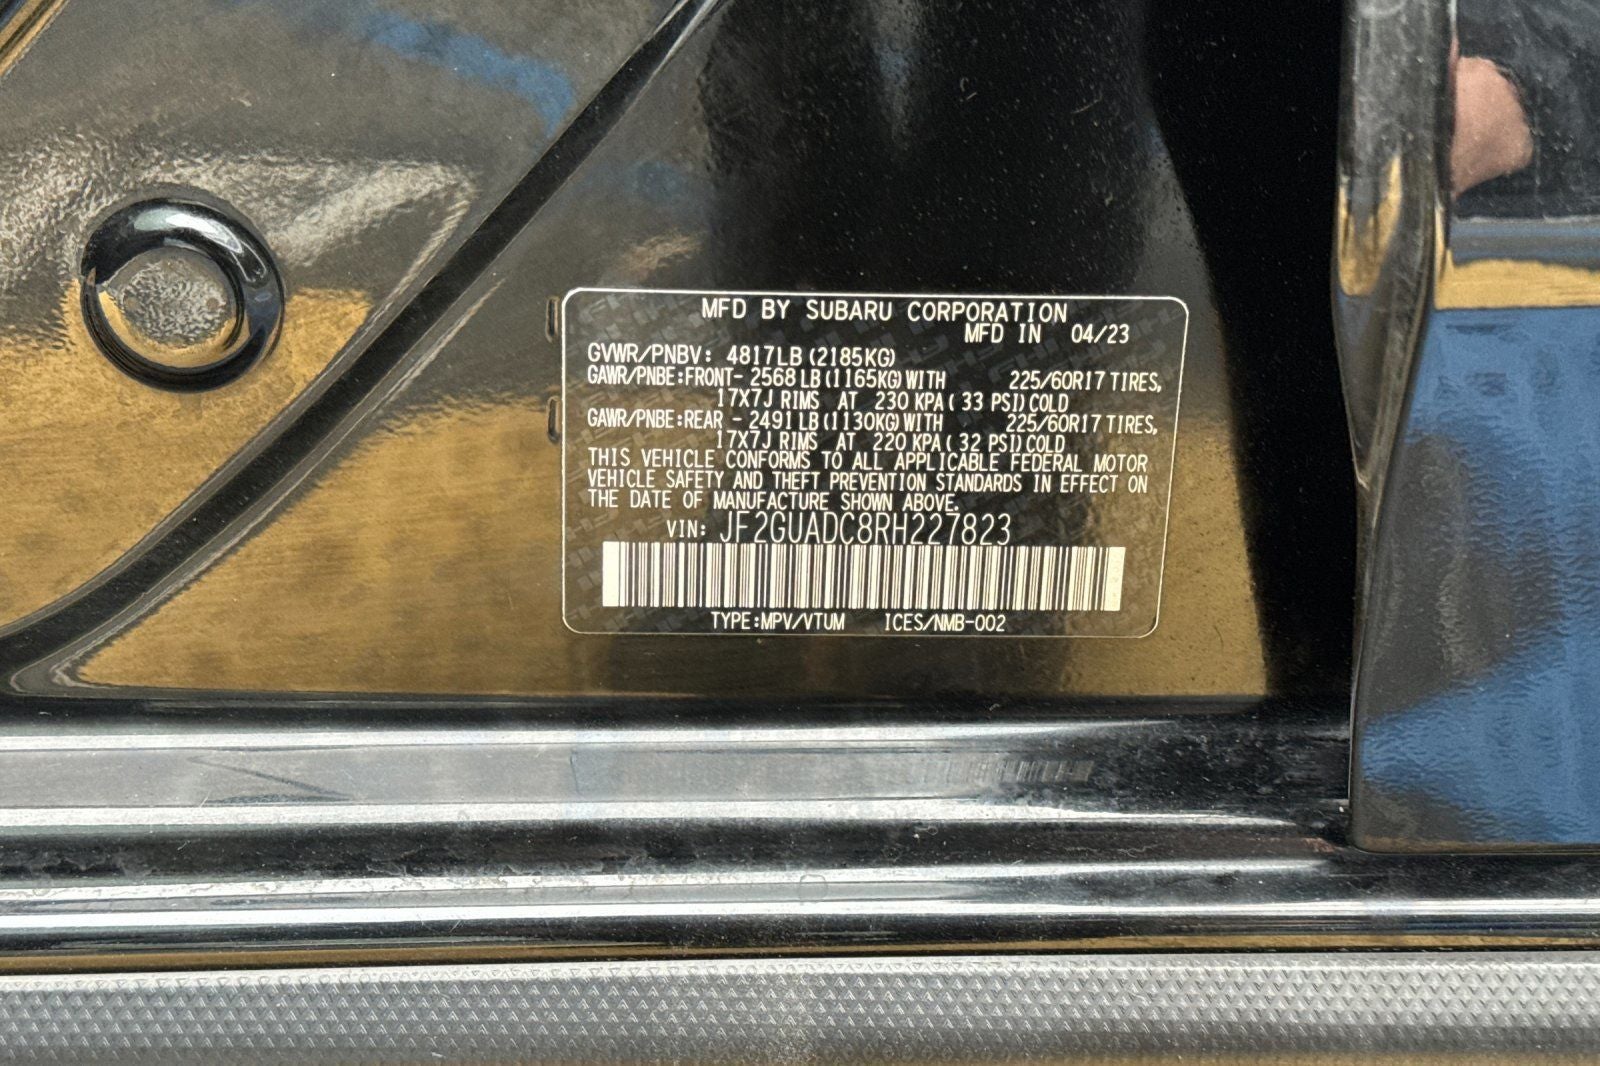 MFD BY SUBARU CORPORATION
MFD IN 04/23
GVWR/PNBV: 4817LB (2185KG)
GAWR/PNBE:FRONT- 2568 LB (1165KG) WITH 225/60R17 TIRES,
17X7J RIMS AT 230 KPA ( 33 PSI) COLD
GAWR/PNBE:REAR - 2491 LB (1130KG) WITH 225/60R17 TIRES,
17X7J RIMS AT 220 KPA ( 32 PSI) COLD
THIS VEHICLE CONFORMS TO ALL APPLICABLE FEDERAL MOTOR
VEHICLE SAFETY AND THEFT PREVENTION STANDARDS IN EFFECT ON
THE DATE OF MANUFACTURE SHOWN ABOVE.
VIN: JF2GUADC8RH227823
TYPE:MPV/VTUM ICES/NMB-002